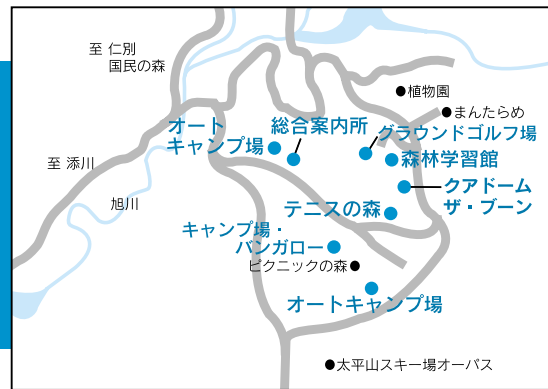 至 仁別
国民の森
植物園
まんたらめ
オート
キャンプ場
総合案内所
グラウンドゴルフ場
森林学習館
至 添川
クアドーム
ザ・ブーン
旭川
テニスの森
キャンプ場・
バンガロー
ピクニックの森
オートキャンプ場
太平山スキー場オーパス